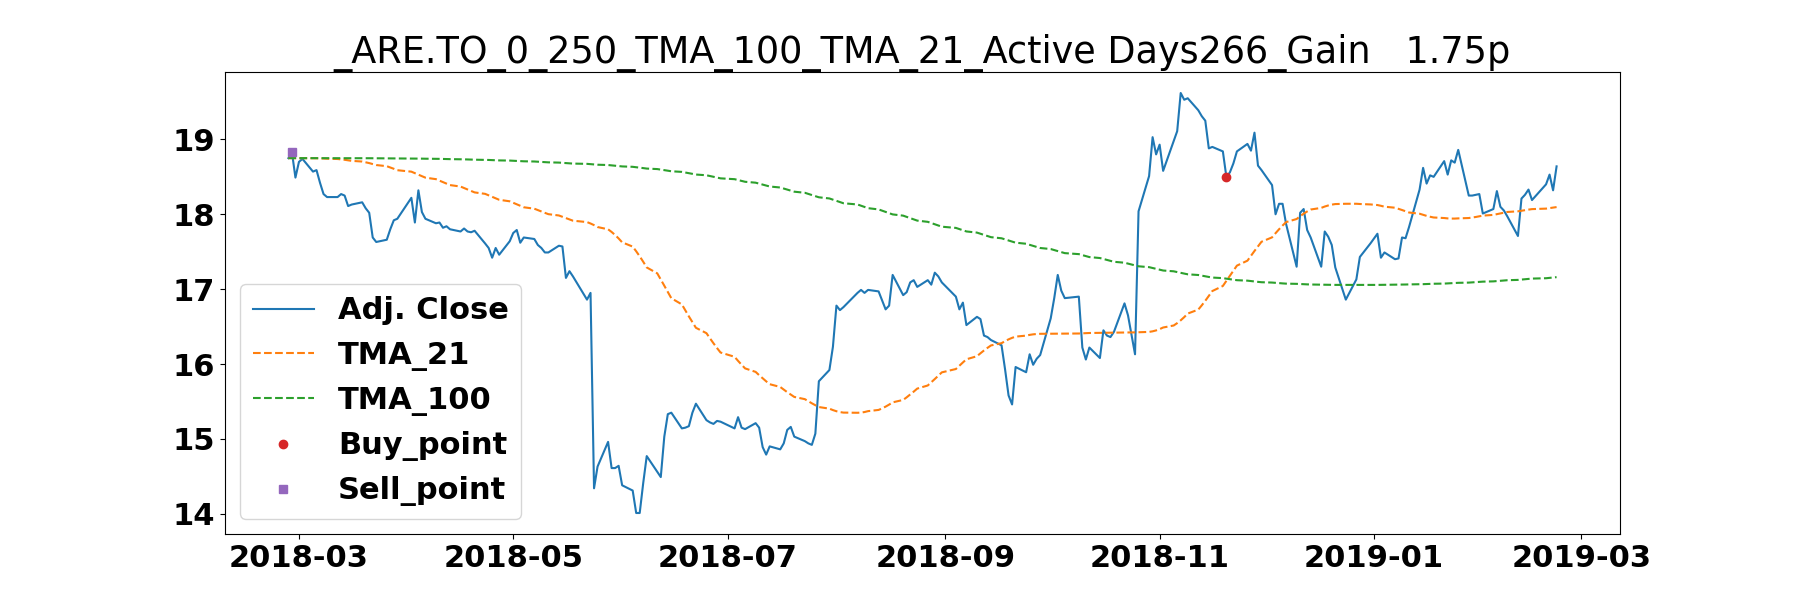 _ARE.TO_0_250_TMA_100_TMA_21_Active Days266_Gain   1.75p
19
18
17
16
15
14
Adj. Close
TMA_21
TMA_100
Buy_point
Sell_point
2018-03 2018-05 2018-07 2018-09 2018-11 2019-01 2019-03